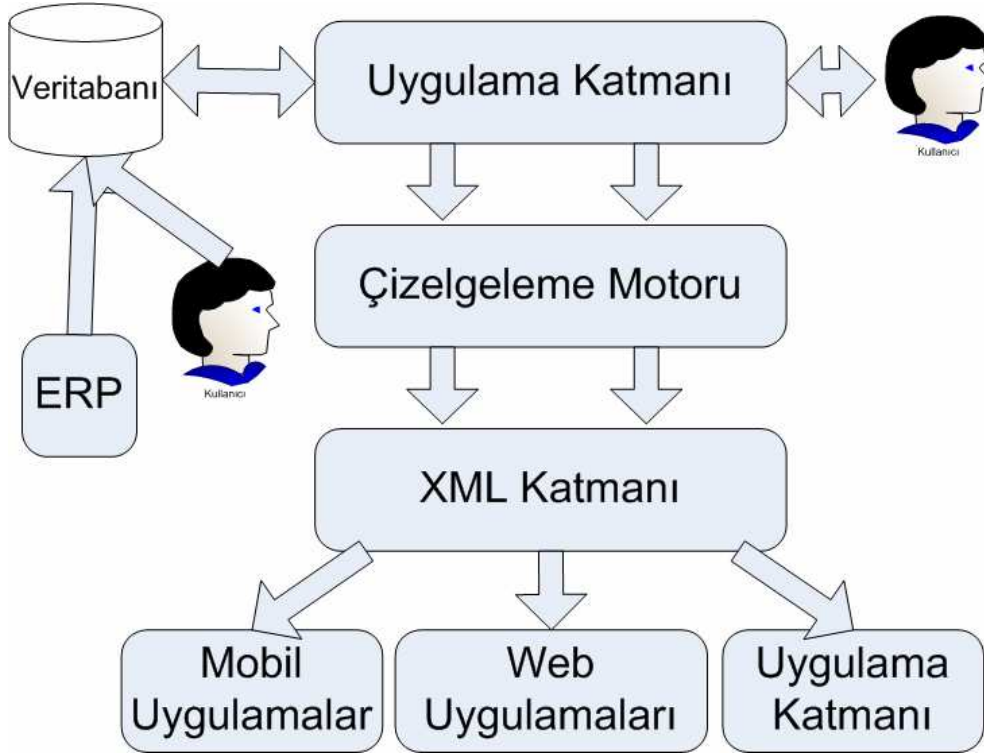 Veritabanı
Uygulama Katmanı
Kullanıcı
Çizelgeleme Motoru
ERP
Kullanıcı
XML Katmanı
Mobil
Uygulamalar
Web
Uygulamaları
Uygulama
Katmanı